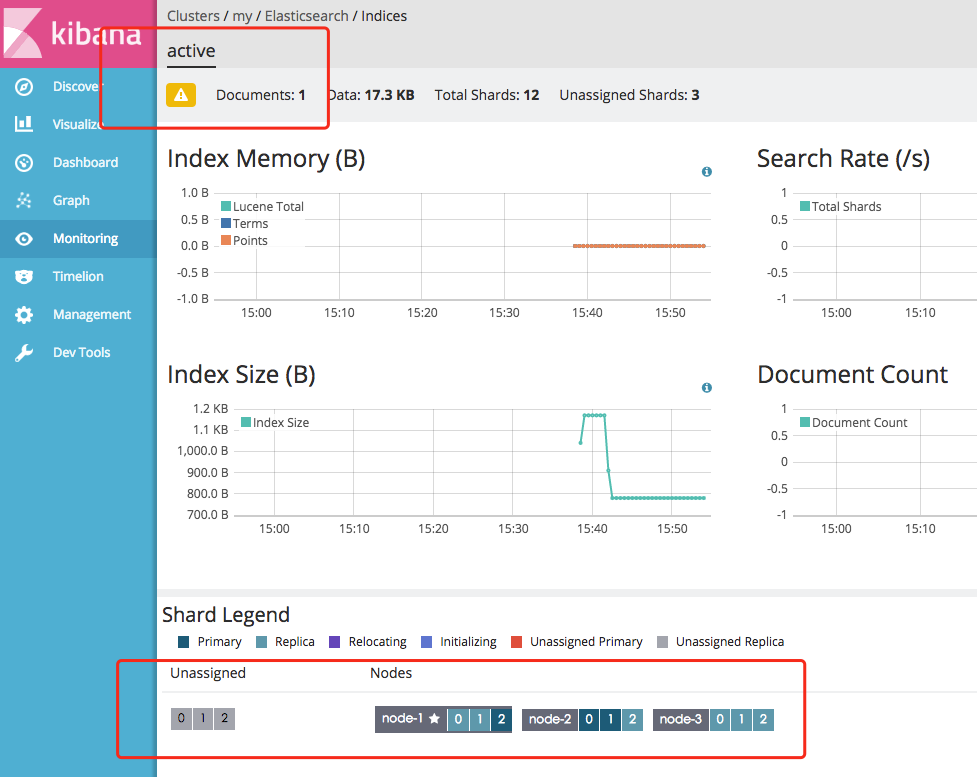 kibana
Discover
Visualize
Dashboard
Graph
Monitoring
Timelion
Management
Dev Tools
Clusters / my / Elasticsearch / Indices
active
Documents: 1 Data: 17.3 KB Total Shards: 12 Unassigned Shards: 3
Index Memory (B)
1.0 B
0.5 B
0.0 B
-0.5 B
-1.0 B
Lucene Total
Terms
Points
15:00 15:10 15:20 15:30 15:40 15:50
Search Rate (/s)
1
0.5
0
-0.5
-1
Total Shards
15:00 15:10
Index Size (B)
1.2 KB
1.1 KB
1,000.0 B
900.0 B
800.0 B
700.0 B
Index Size
15:00 15:10 15:20 15:30 15:40 15:50
Document Count
1
0.5
0
-0.5
-1
Document Count
15:00 15:10
Shard Legend
Primary Replica Relocating Initializing Unassigned Primary Unassigned Replica
Unassigned Nodes
0 1 2 node-1 ★ 0 1 2 node-2 0 1 2 node-3 0 1 2